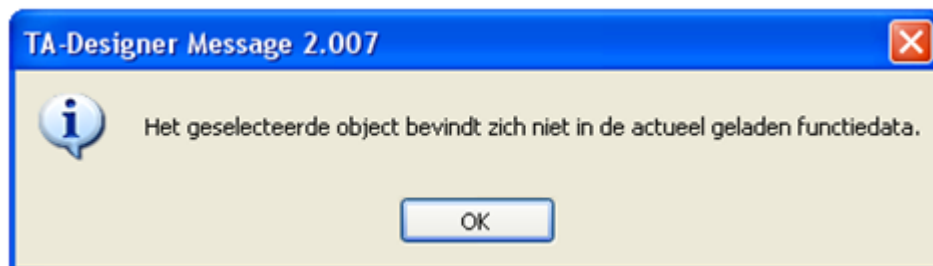 TA-Designer Message 2.007
Het geselecteerde object bevindt zich niet in de actueel geladen functiedata.
OK